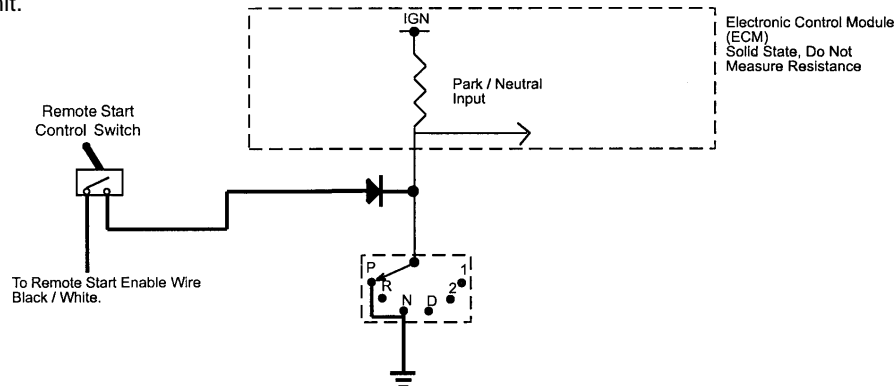 IGN
Electronic Control Module
(ECM)
Solid State, Do Not
Measure Resistance
Park / Neutral
Input
Remote Start
Control Switch
To Remote Start Enable Wire
Black / White.
P
R
N
D
2
1